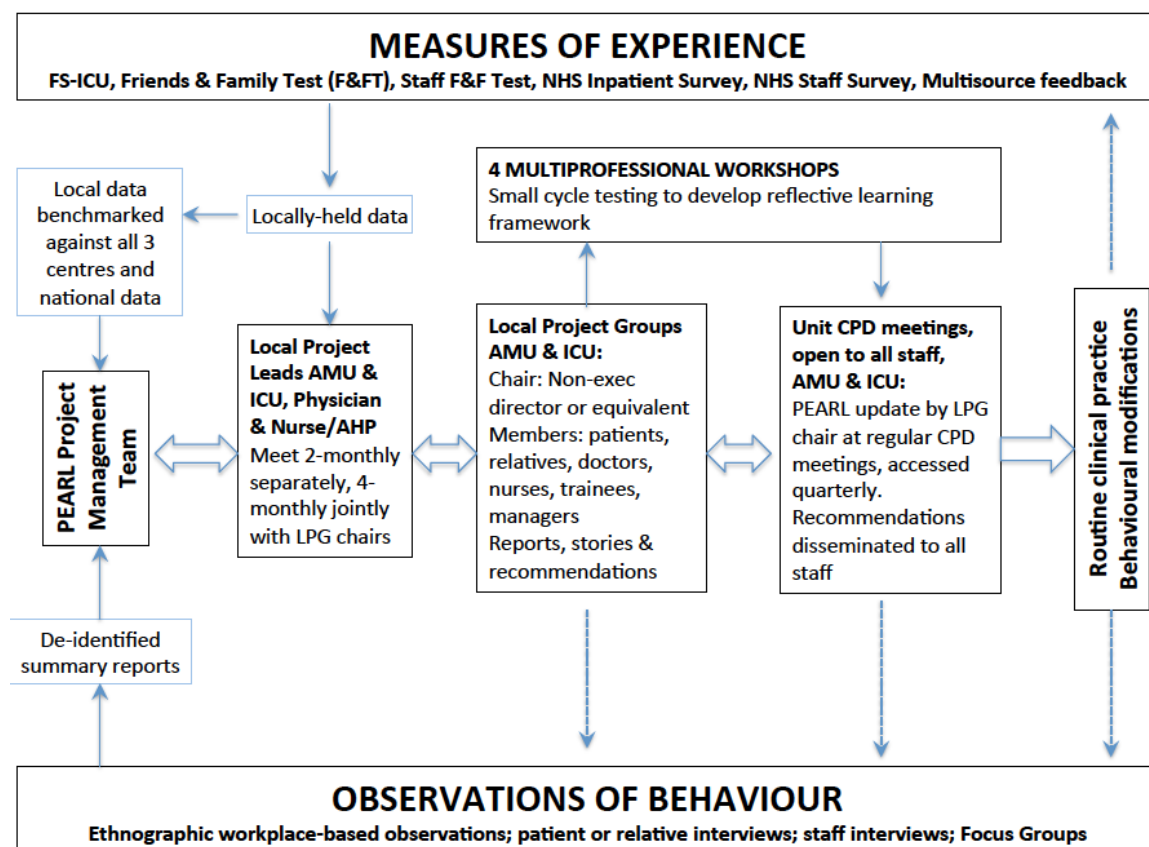 MEASURES OF EXPERIENCE
FS-ICU, Friends & Family Test (F&FT), Staff F&F Test, NHS Inpatient Survey, NHS Staff Survey, Multisource feedback
Local data
benchmarked
against all 3
centres and
national data
Locally-held data
4 MULTIPROFESSIONAL WORKSHOPS
Small cycle testing to develop reflective learning
framework
PEARL Project
Management
Team
Local Project
Leads AMU &
ICU, Physician
& Nurse/AHP
Meet 2-monthly
separately, 4-
monthly jointly
with LPG chairs
Local Project Groups
AMU & ICU:
Chair: Non-exec
director or equivalent
Members: patients,
relatives, doctors,
nurses, trainees,
managers
Reports, stories &
recommendations
Unit CPD meetings,
open to all staff,
AMU & ICU:
PEARL update by LPG
chair at regular CPD
meetings, accessed
quarterly.
Recommendations
disseminated to all
staff
Routine clinical practice
Behavioural modifications
De-identified
summary reports
OBSERVATIONS OF BEHAVIOUR
Ethnographic workplace-based observations; patient or relative interviews; staff interviews; Focus Groups